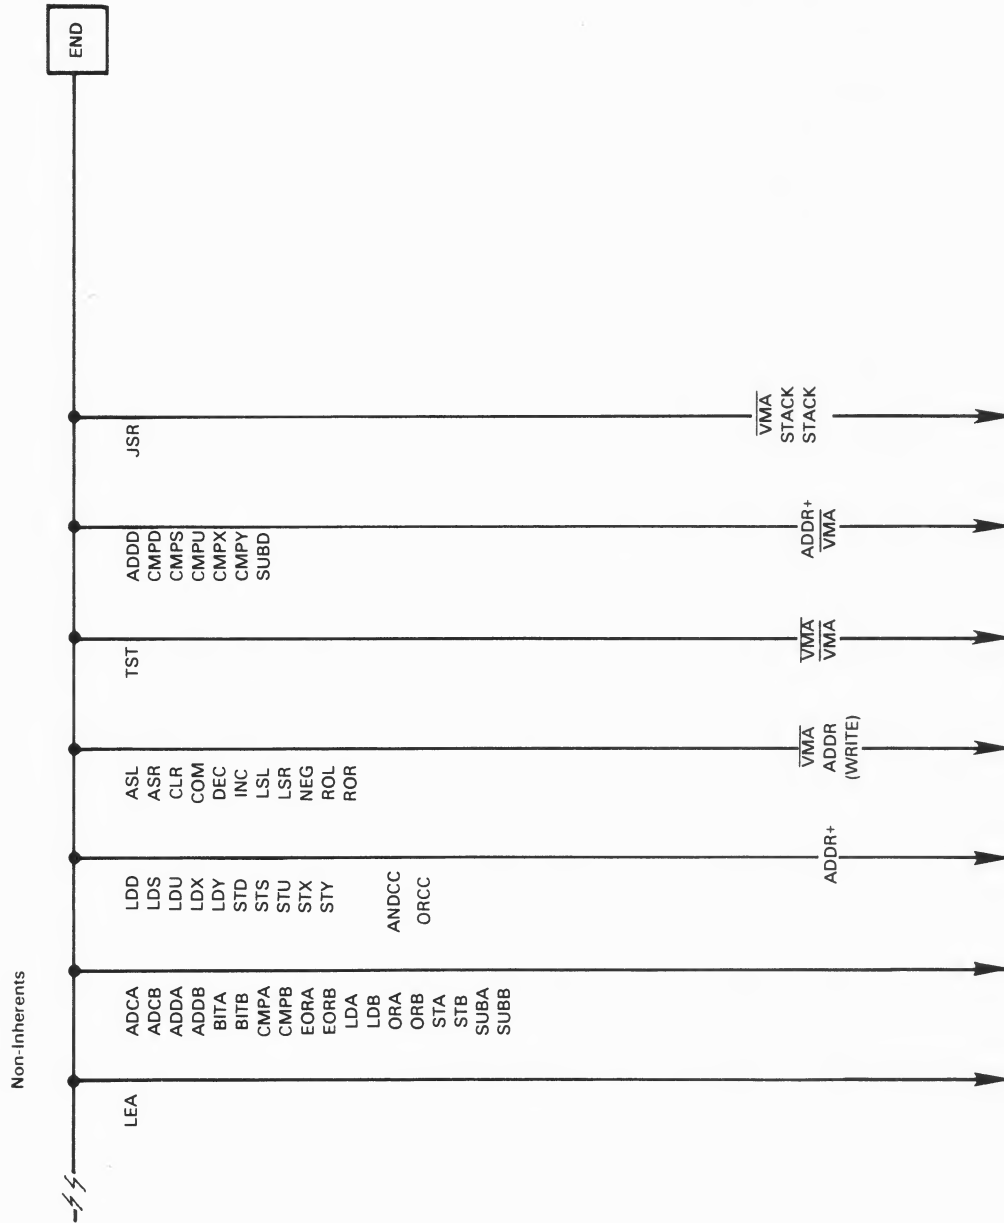 Non-Inherents
END
LEA
ADCA
ADCB
ADDA
ADDB
BITA
BITB
CMPA
CMPB
EORA
EORB
LDA
LDB
ORA
ORB
STA
STB
SUBA
SUBB
LDD
LDS
LDU
LDX
LDY
STD
STS
STU
STX
STY
ANDCC
ORCC
ADDR+
ASL
ASR
CLR
COM
DEC
INC
LSL
LSR
NEG
ROL
ROR
VMA
ADDR
(WRITE)
TST
VMA
VMA
ADDD
CMPD
CMPS
CMPU
CMPX
CMPY
SUBD
ADDR+
VMA
JSR
VMA
STACK
STACK